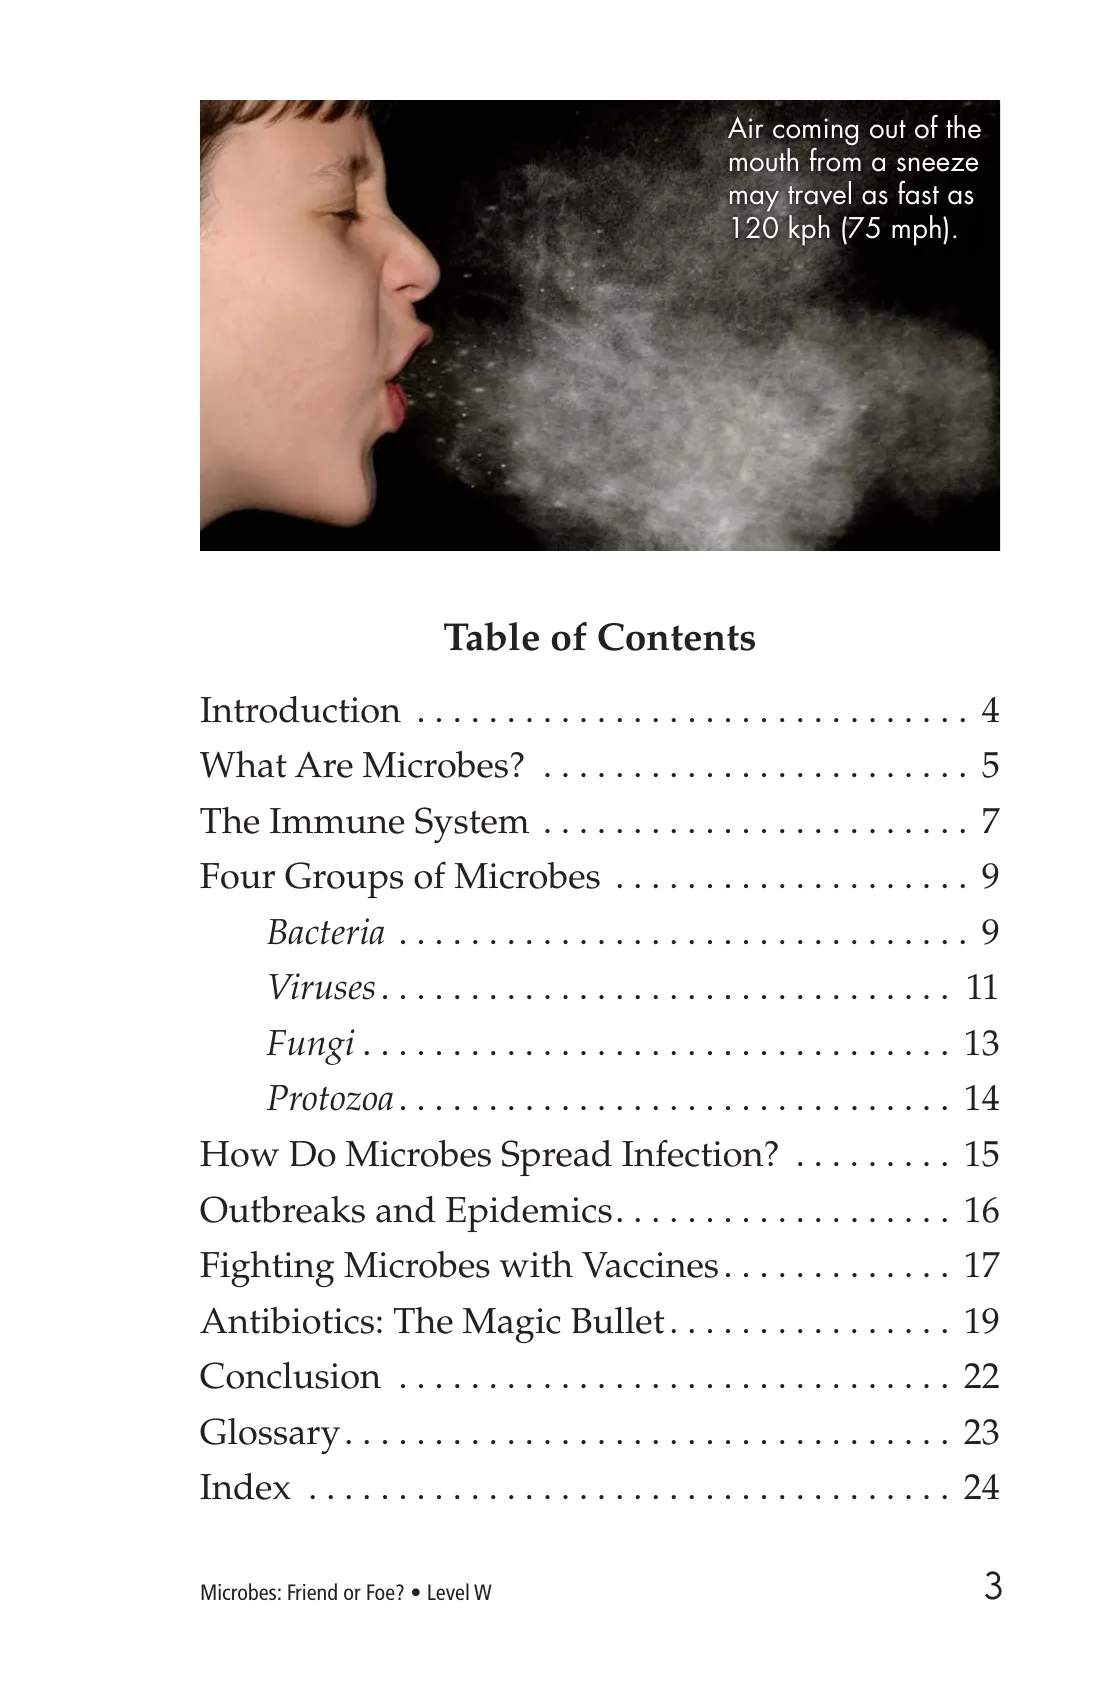 Air coming out of the
mouth from a sneeze
may travel as fast as
120 kph (75 mph).
Table of Contents
Introduction . . . . . . . . . . . . . . . . . . . . . . . . . . . . . . . 4
What Are Microbes? . . . . . . . . . . . . . . . . . . . . . . . . 5
The Immune System . . . . . . . . . . . . . . . . . . . . . . . . 7
Four Groups of Microbes . . . . . . . . . . . . . . . . . . . . 9
Bacteria . . . . . . . . . . . . . . . . . . . . . . . . . . . . . . . . 9
Viruses . . . . . . . . . . . . . . . . . . . . . . . . . . . . . . . . 11
Fungi . . . . . . . . . . . . . . . . . . . . . . . . . . . . . . . . . 13
Protozoa . . . . . . . . . . . . . . . . . . . . . . . . . . . . . . . 14
How Do Microbes Spread Infection? . . . . . . . . . 15
Outbreaks and Epidemics . . . . . . . . . . . . . . . . . . . 16
Fighting Microbes with Vaccines . . . . . . . . . . . . . 17
Antibiotics: The Magic Bullet . . . . . . . . . . . . . . . . 19
Conclusion . . . . . . . . . . . . . . . . . . . . . . . . . . . . . . . 22
Glossary . . . . . . . . . . . . . . . . . . . . . . . . . . . . . . . . . . 23
Index . . . . . . . . . . . . . . . . . . . . . . . . . . . . . . . . . . . . 24
Microbes: Friend or Foe? • Level W 3